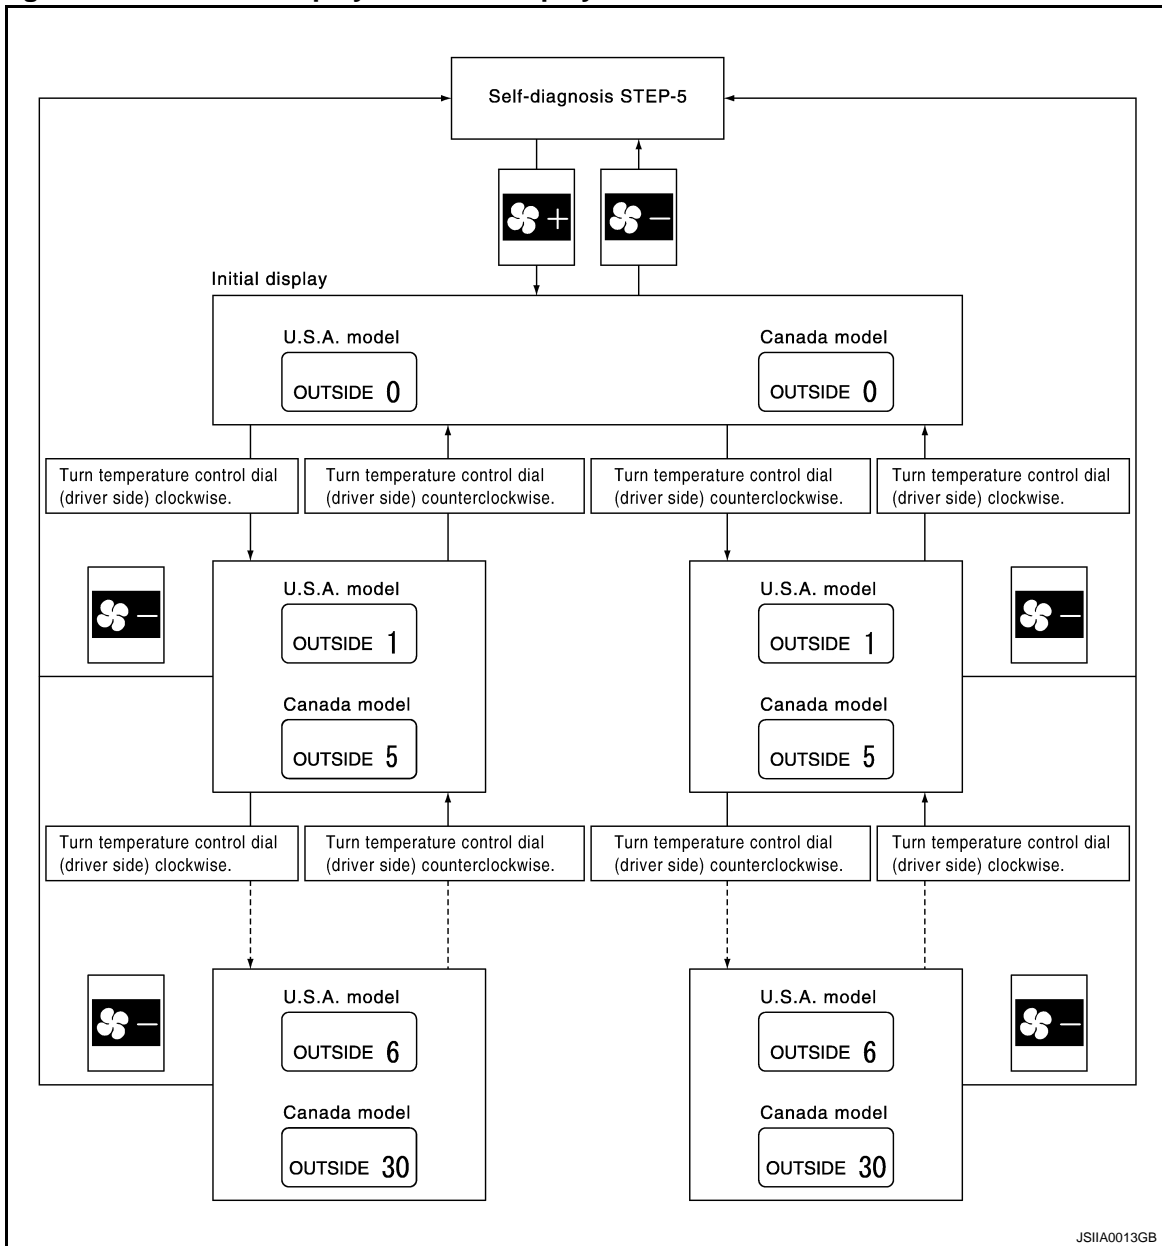 Self-diagnosis STEP-5
+
−
Initial display
U.S.A. model
Canada model
OUTSIDE 0
OUTSIDE 0
Turn temperature control dial
(driver side) clockwise.
Turn temperature control dial
(driver side) counterclockwise.
Turn temperature control dial
(driver side) counterclockwise.
Turn temperature control dial
(driver side) clockwise.
−
U.S.A. model
OUTSIDE 1
Canada model
OUTSIDE 5
U.S.A. model
OUTSIDE 1
Canada model
OUTSIDE 5
−
Turn temperature control dial
(driver side) clockwise.
Turn temperature control dial
(driver side) counterclockwise.
Turn temperature control dial
(driver side) counterclockwise.
Turn temperature control dial
(driver side) clockwise.
−
U.S.A. model
OUTSIDE 6
Canada model
OUTSIDE 30
U.S.A. model
OUTSIDE 6
Canada model
OUTSIDE 30
−
JSIIA0013GB